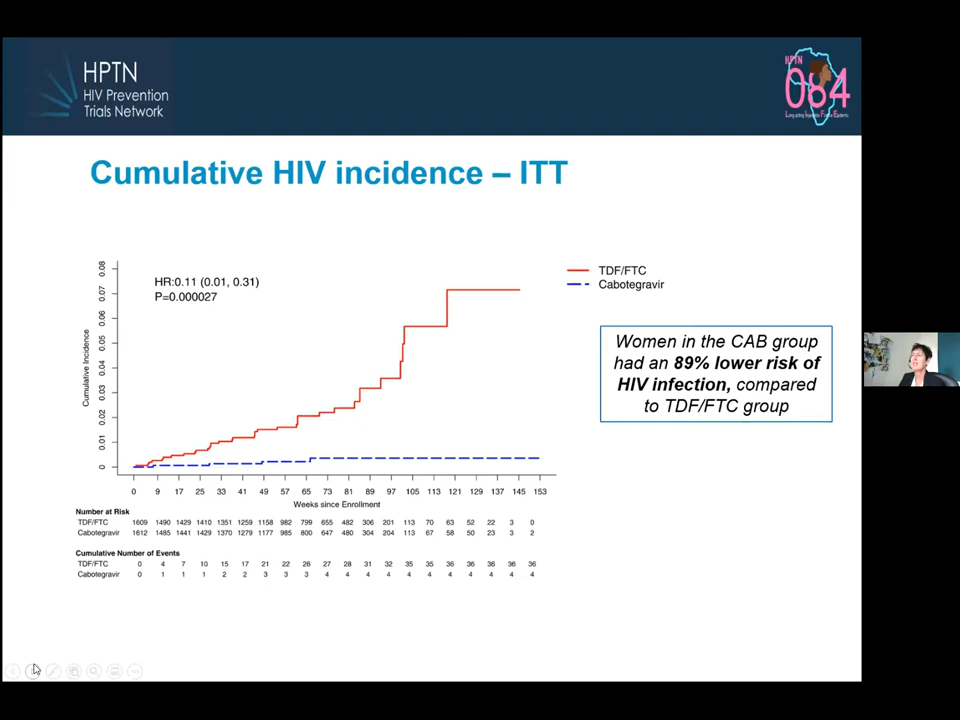 HPTN
HIV Prevention
Trials Network
HPTN
084
Cumulative HIV incidence – ITT
HR:0.11 (0.01, 0.31)
P=0.000027
TDF/FTC
Cabotegravir
Women in the CAB group
had an 89% lower risk of
HIV infection, compared
to TDF/FTC group
Cumulative Incidence
0.08
0.07
0.06
0.05
0.04
0.03
0.02
0.01
0
0 9 17 25 33 41 49 57 65 73 81 89 97 105 113 121 129 137 145 153
Weeks since Enrollment
Number at Risk
TDF/FTC 1609 1490 1429 1410 1351 1259 1158 982 799 655 482 306 201 113 70 63 52 22 3 0
Cabotegravir 1612 1485 1441 1429 1370 1279 1177 985 800 647 480 304 204 113 67 58 50 23 3 2
Cumulative Number of Events
TDF/FTC 0 4 7 10 15 17 21 22 26 27 28 31 32 35 35 36 36 36 36 36
Cabotegravir 0 1 1 1 2 2 3 3 3 4 4 4 4 4 4 4 4 4 4 4